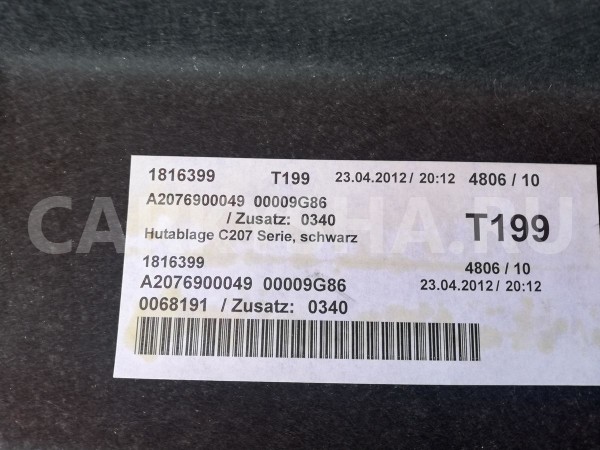 1816399 T199 23.04.2012 / 20:12 4806 / 10
A2076900049 00009G86
/ Zusatz: 0340
Hutablage C207 Serie, schwarz
T199
1816399 4806 / 10
A2076900049 00009G86 23.04.2012 / 20:12
0068191 / Zusatz: 0340